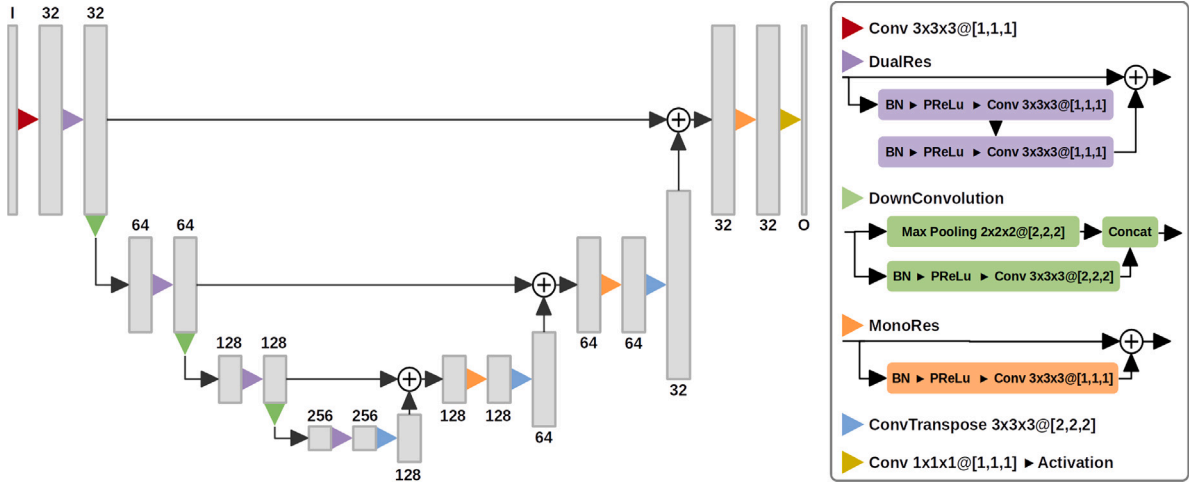 I 32 32
32 32 O
64 64
64 64
32
128 128
128 128
64
256 256
128
Conv 3x3x3@[1,1,1]
DualRes
BN ► PReLu ► Conv 3x3x3@[1,1,1]
BN ► PReLu ► Conv 3x3x3@[1,1,1]
DownConvolution
Max Pooling 2x2x2@[2,2,2] Concat
BN ► PReLu ► Conv 3x3x3@[2,2,2]
MonoRes
BN ► PReLu ► Conv 3x3x3@[1,1,1]
ConvTranspose 3x3x3@[2,2,2]
Conv 1x1x1@[1,1,1] ►Activation